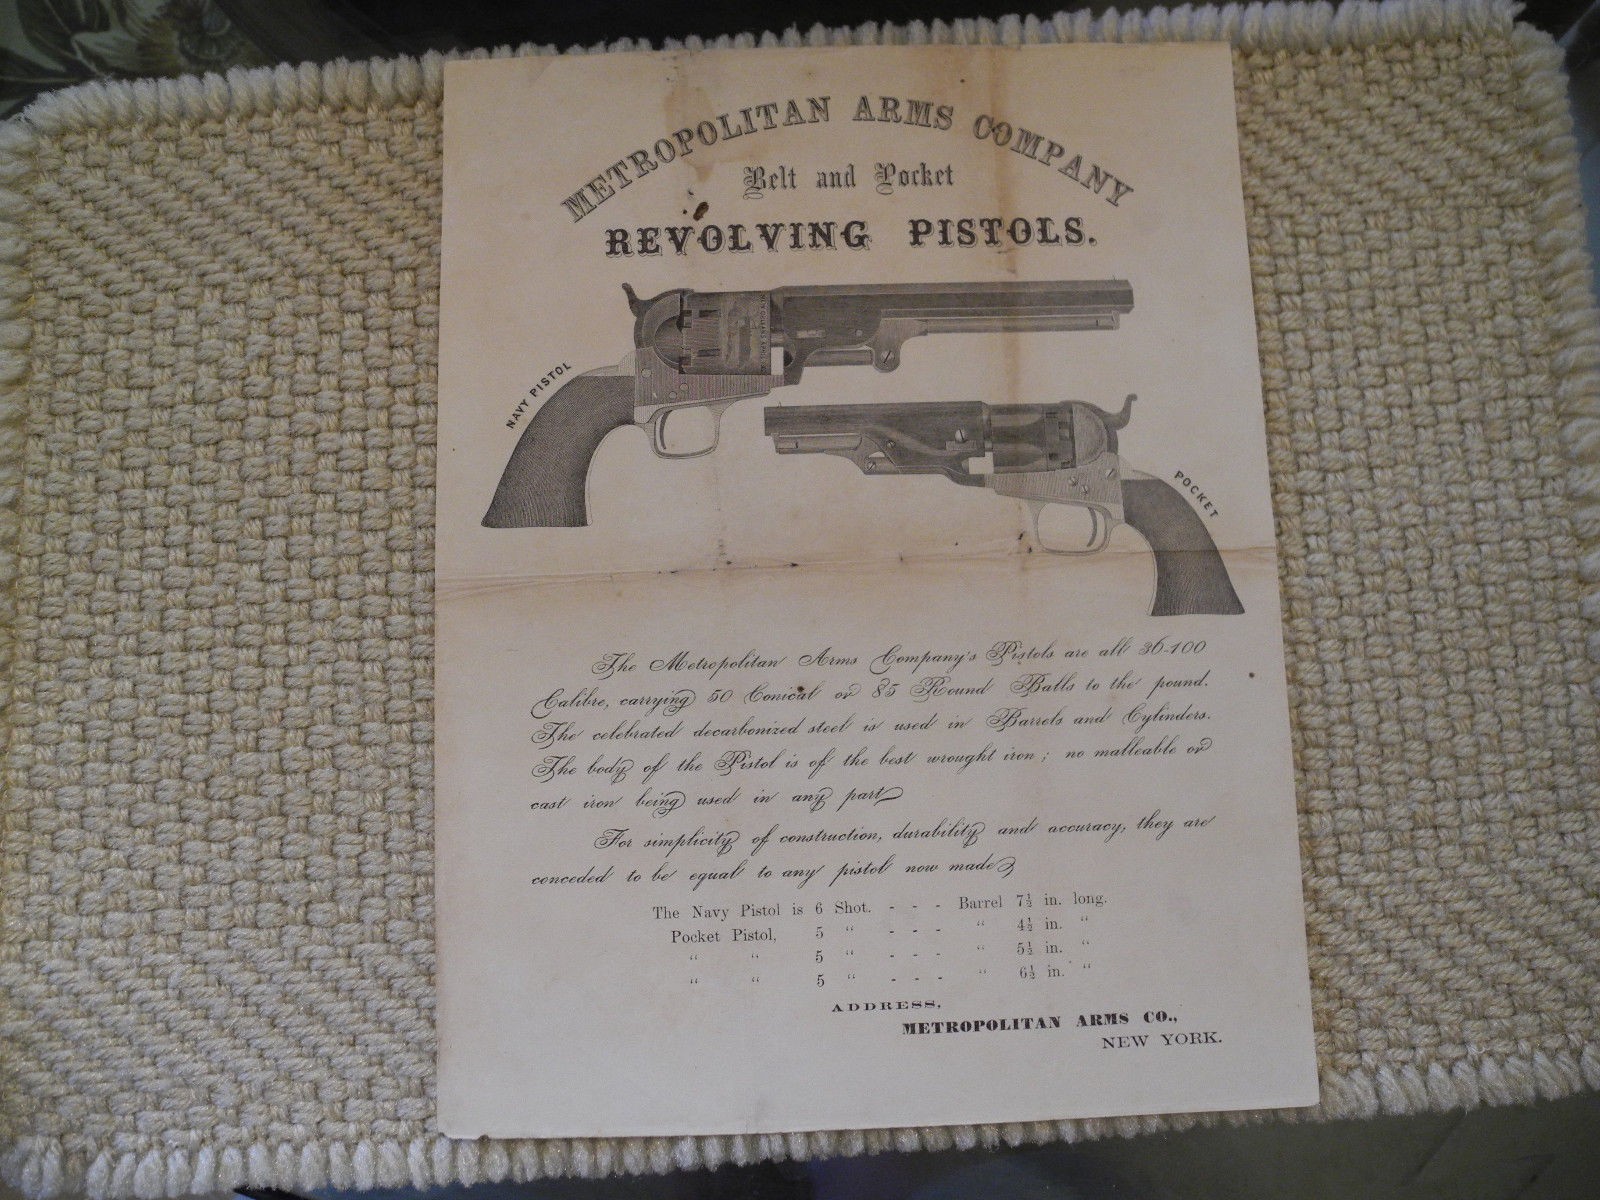 METROPOLITAN ARMS COMPANY
Belt and Pocket
REVOLVING PISTOLS.
NAVY PISTOL
POCKET
The Metropolitan Arms Company's Pistols are all 36-100
Calibre, carrying 50 Conical or 85 Round Balls to the pound.
The celebrated decarbonized steel is used in Barrels and Cylinders.
The body of the Pistol is of the best wrought iron; no malleable or
cast iron being used in any part
For simplicity of construction, durability and accuracy, they are
conceded to be equal to any pistol now made
The Navy Pistol is 6 Shot. - - - Barrel 7½ in. long.
Pocket Pistol, 5 " - - - " 4½ in. "
" " 5 " - - - " 5½ in. "
" " 5 " - - - " 6½ in. "
ADDRESS,
METROPOLITAN ARMS CO.,
NEW YORK.